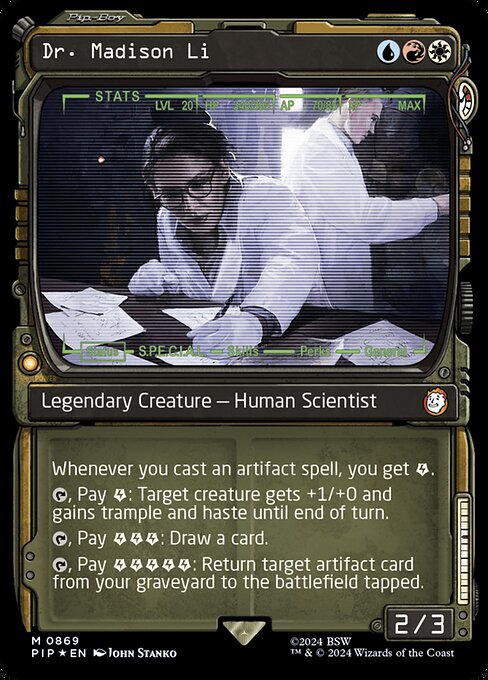 Pip-Boy
Dr. Madison Li
STATS
LVL 20 HP AP 70/85 MAX
Status S.P.E.C.I.A.L. Skills Perks General
Legendary Creature – Human Scientist
Whenever you cast an artifact spell, you get .
, Pay : Target creature gets +1/+0 and
gains trample and haste until end of turn.
, Pay : Draw a card.
, Pay : Return target artifact card
from your graveyard to the battlefield tapped.
2/3
M 0869
PIP ★ EN John Stanko
©2024 BSW
™ & © 2024 Wizards of the Coast